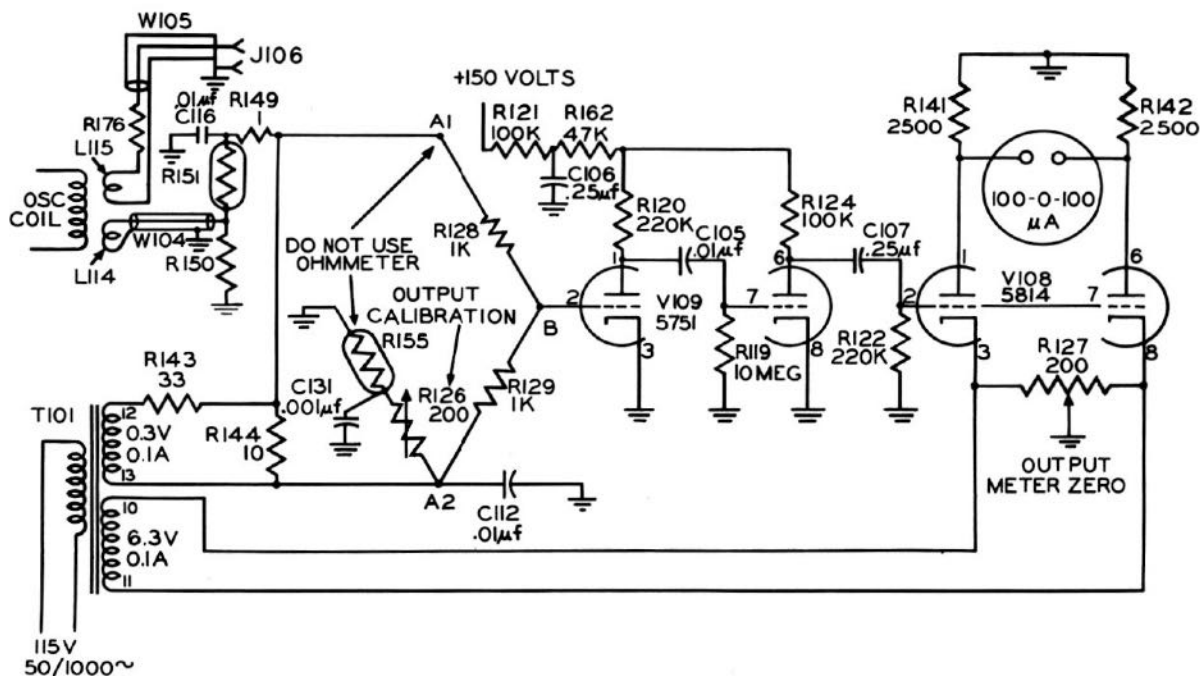 W105
J106
+150 VOLTS
.01µf
C116
R149
1
R176
L115
R151
OSC
COIL
W104
L114
R150
A1
R121
100K
R162
47K
C106
.25µf
R141
2500
R142
2500
100-0-100
µA
R128
1K
DO NOT USE
OHMMETER
R120
220K
C105
.01µf
R124
100K
C107
.25µf
1
6
1
6
OUTPUT
CALIBRATION
B
2
V109
5751
7
2
V108
5814
7
3
8
3
8
R155
R119
10 MEG
R122
220K
R127
200
R143
33
C131
.001µf
R126
200
R129
1K
T101
12
0.3V
0.1A
13
R144
10
A2
C112
.01µf
OUTPUT
METER ZERO
10
6.3V
0.1A
11
115V
50/1000~